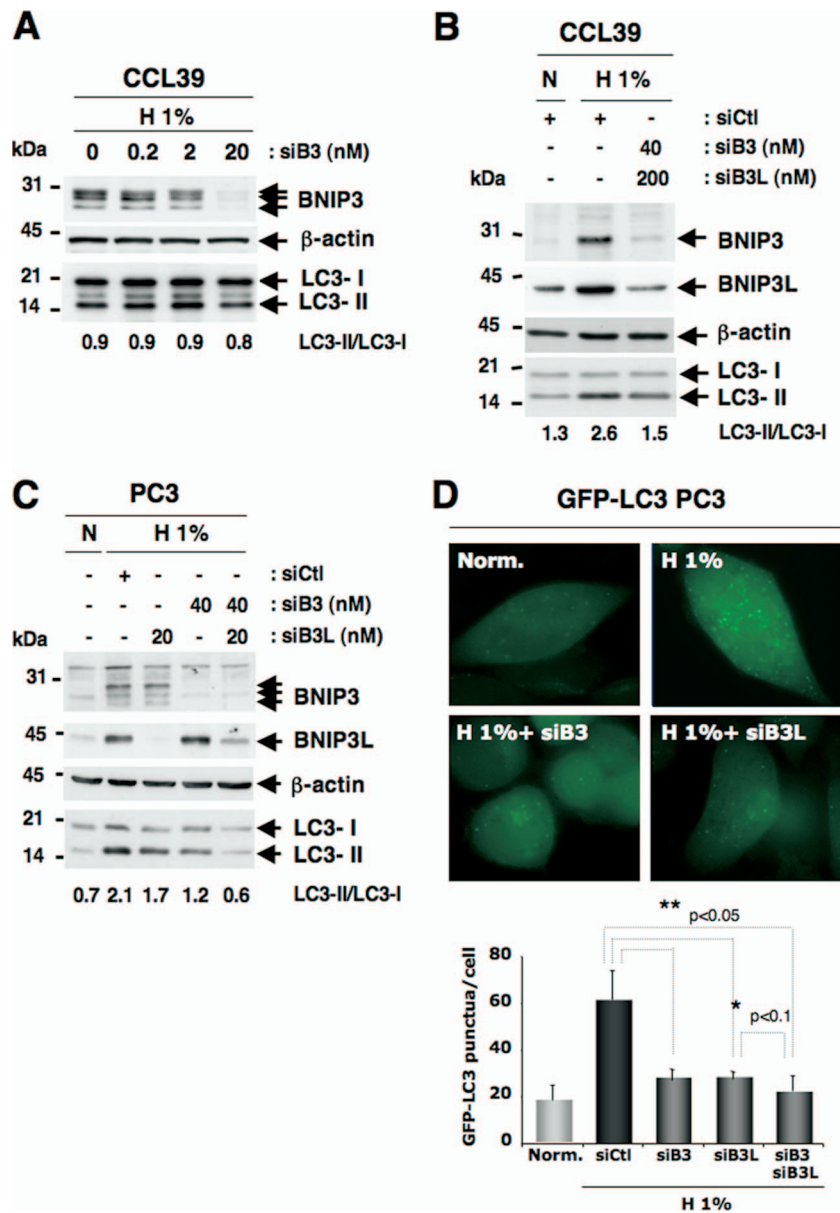 A
CCL39
H 1%
kDa 0 0.2 2 20 : siB3 (nM)
31
BNIP3
45
β-actin
21
LC3- I
14
LC3- II
0.9 0.9 0.9 0.8 LC3-II/LC3-I
B
CCL39
N H 1%
+ + - : siCtl
- - 40 : siB3 (nM)
kDa - - 200 : siB3L (nM)
31
BNIP3
45
BNIP3L
45
β-actin
21
LC3- I
14
LC3- II
1.3 2.6 1.5 LC3-II/LC3-I
C
PC3
N H 1%
- + - - - : siCtl
- - - 40 40 : siB3 (nM)
kDa - - 20 - 20 : siB3L (nM)
31
BNIP3
45
BNIP3L
45
β-actin
21
LC3- I
14
LC3- II
0.7 2.1 1.7 1.2 0.6 LC3-II/LC3-I
D
GFP-LC3 PC3
Norm.
H 1%
H 1%+ siB3
H 1%+ siB3L
** p<0.05
* p<0.1
GFP-LC3 punctua/cell
80
60
40
20
0
Norm. siCtl siB3 siB3L siB3 siB3L
H 1%